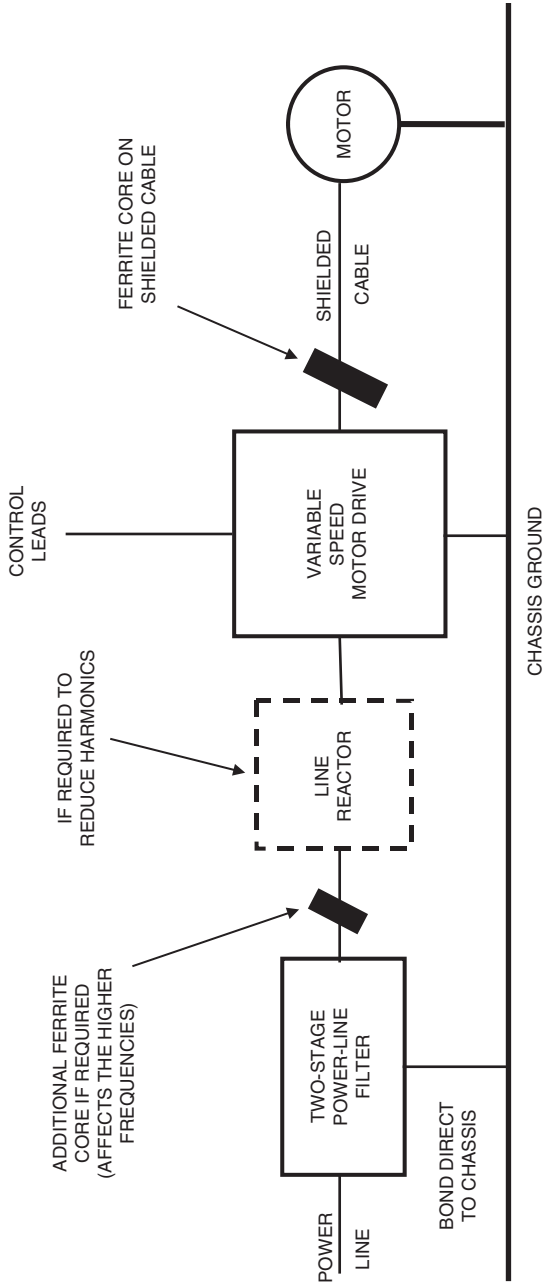 POWER
LINE
TWO-STAGE
POWER-LINE
FILTER
BOND DIRECT
TO CHASSIS
ADDITIONAL FERRITE
CORE IF REQUIRED
(AFFECTS THE HIGHER
FREQUENCIES)
IF REQUIRED TO
REDUCE HARMONICS
LINE
REACTOR
CONTROL
LEADS
VARIABLE
SPEED
MOTOR DRIVE
FERRITE CORE ON
SHIELDED CABLE
SHIELDED
CABLE
MOTOR
CHASSIS GROUND